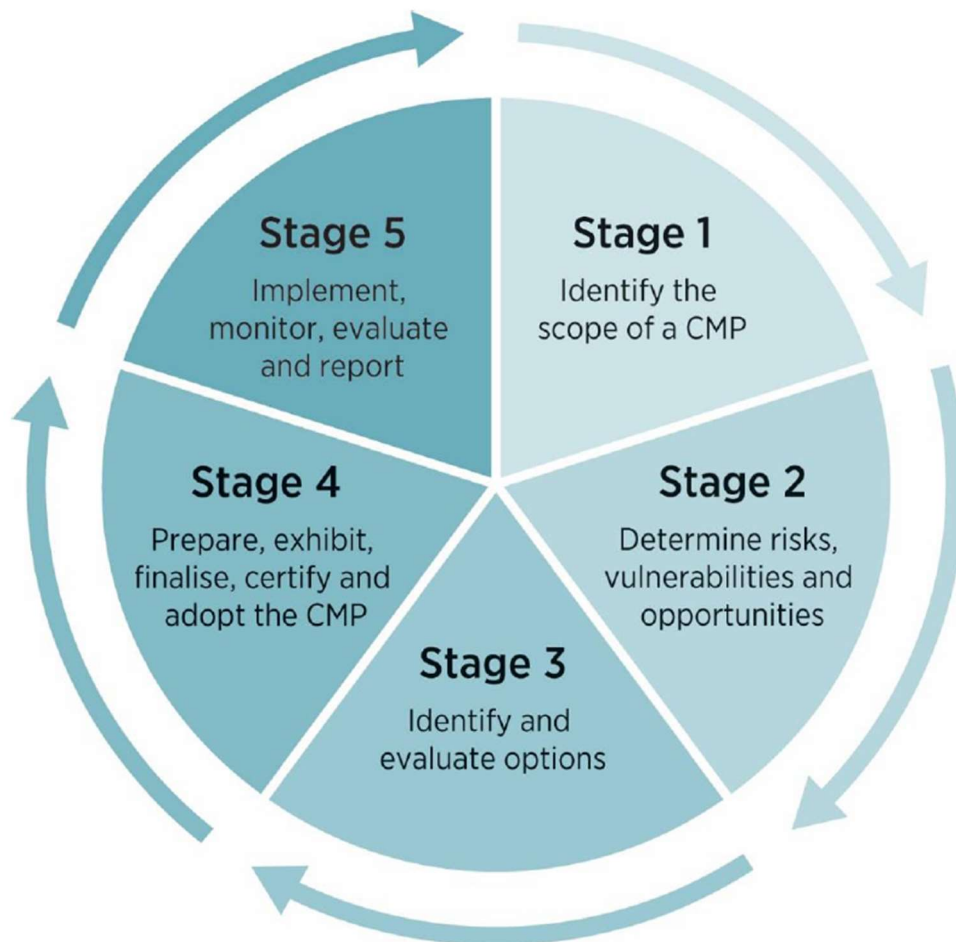 Stage 1
Identify the
scope of a CMP
Stage 2
Determine risks,
vulnerabilities and
opportunities
Stage 3
Identify and
evaluate options
Stage 4
Prepare, exhibit,
finalise, certify and
adopt the CMP
Stage 5
Implement,
monitor, evaluate
and report